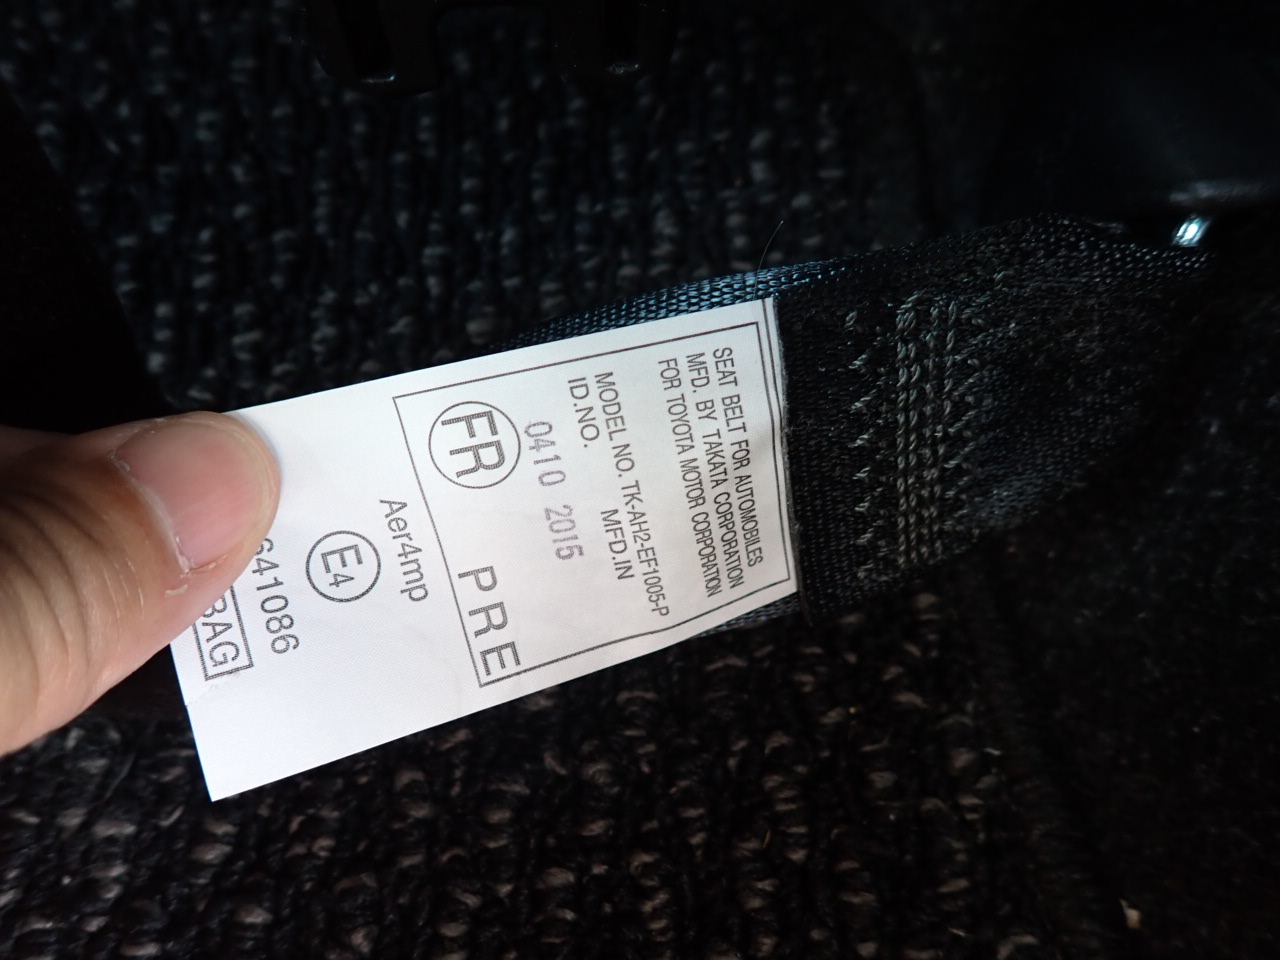 SEAT BELT FOR AUTOMOBILES
MFD. BY TAKATA CORPORATION
FOR TOYOTA MOTOR CORPORATION
MODEL NO. TK-AH2-EF1005-P
ID.NO. MFD.IN
0410 2015
FR PRE
Aer4mp
E4
641086
BAG